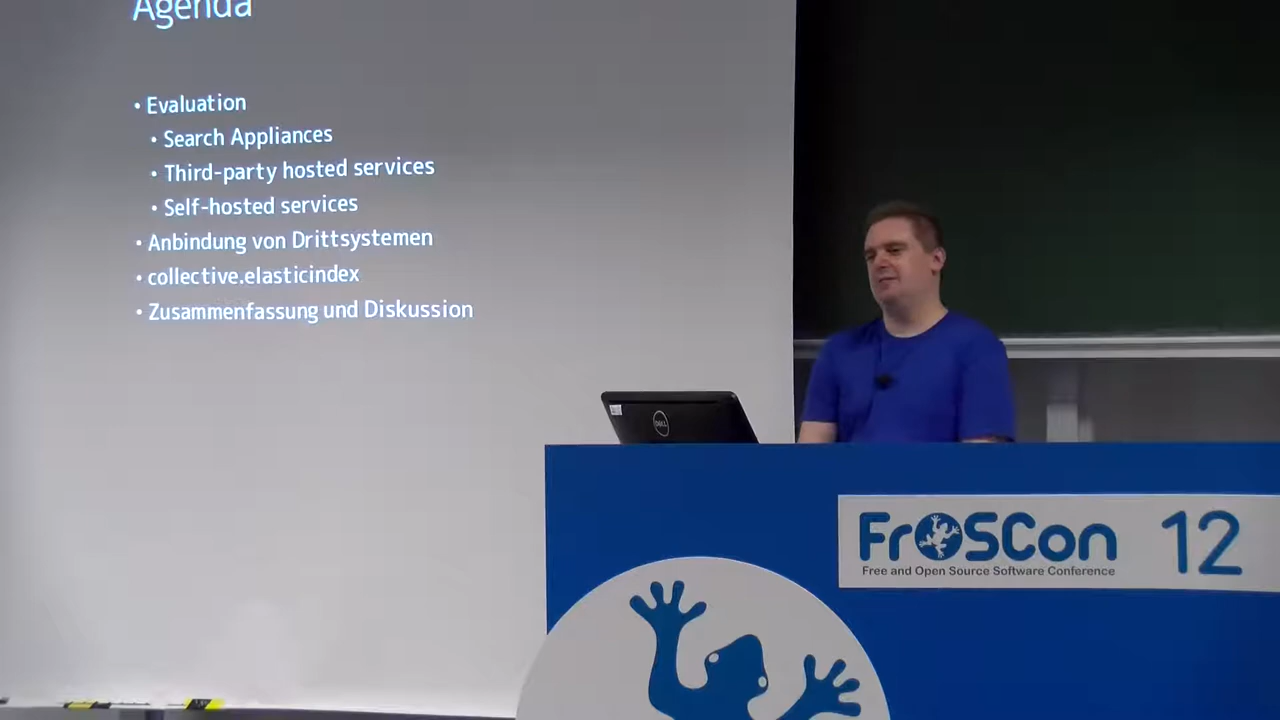 Agenda
• Evaluation
• Search Appliances
• Third-party hosted services
• Self-hosted services
• Anbindung von Drittsystemen
• collective.elasticindex
• Zusammenfassung und Diskussion
DELL
FrOSCon 12
Free and Open Source Software Conference